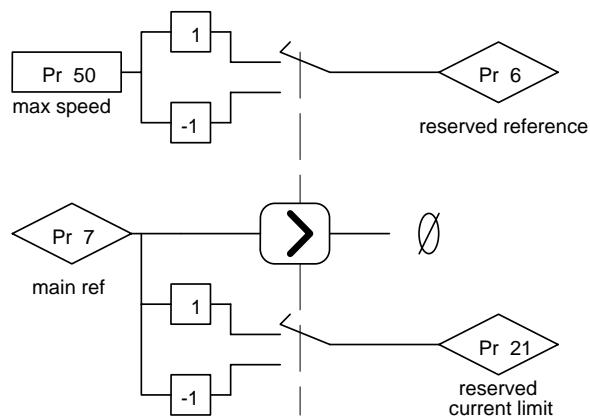 1
Pr 50
Pr 6
max speed
-1
reserved reference
>
Pr 7
Ø
main ref
1
Pr 21
-1
reserved
current limit